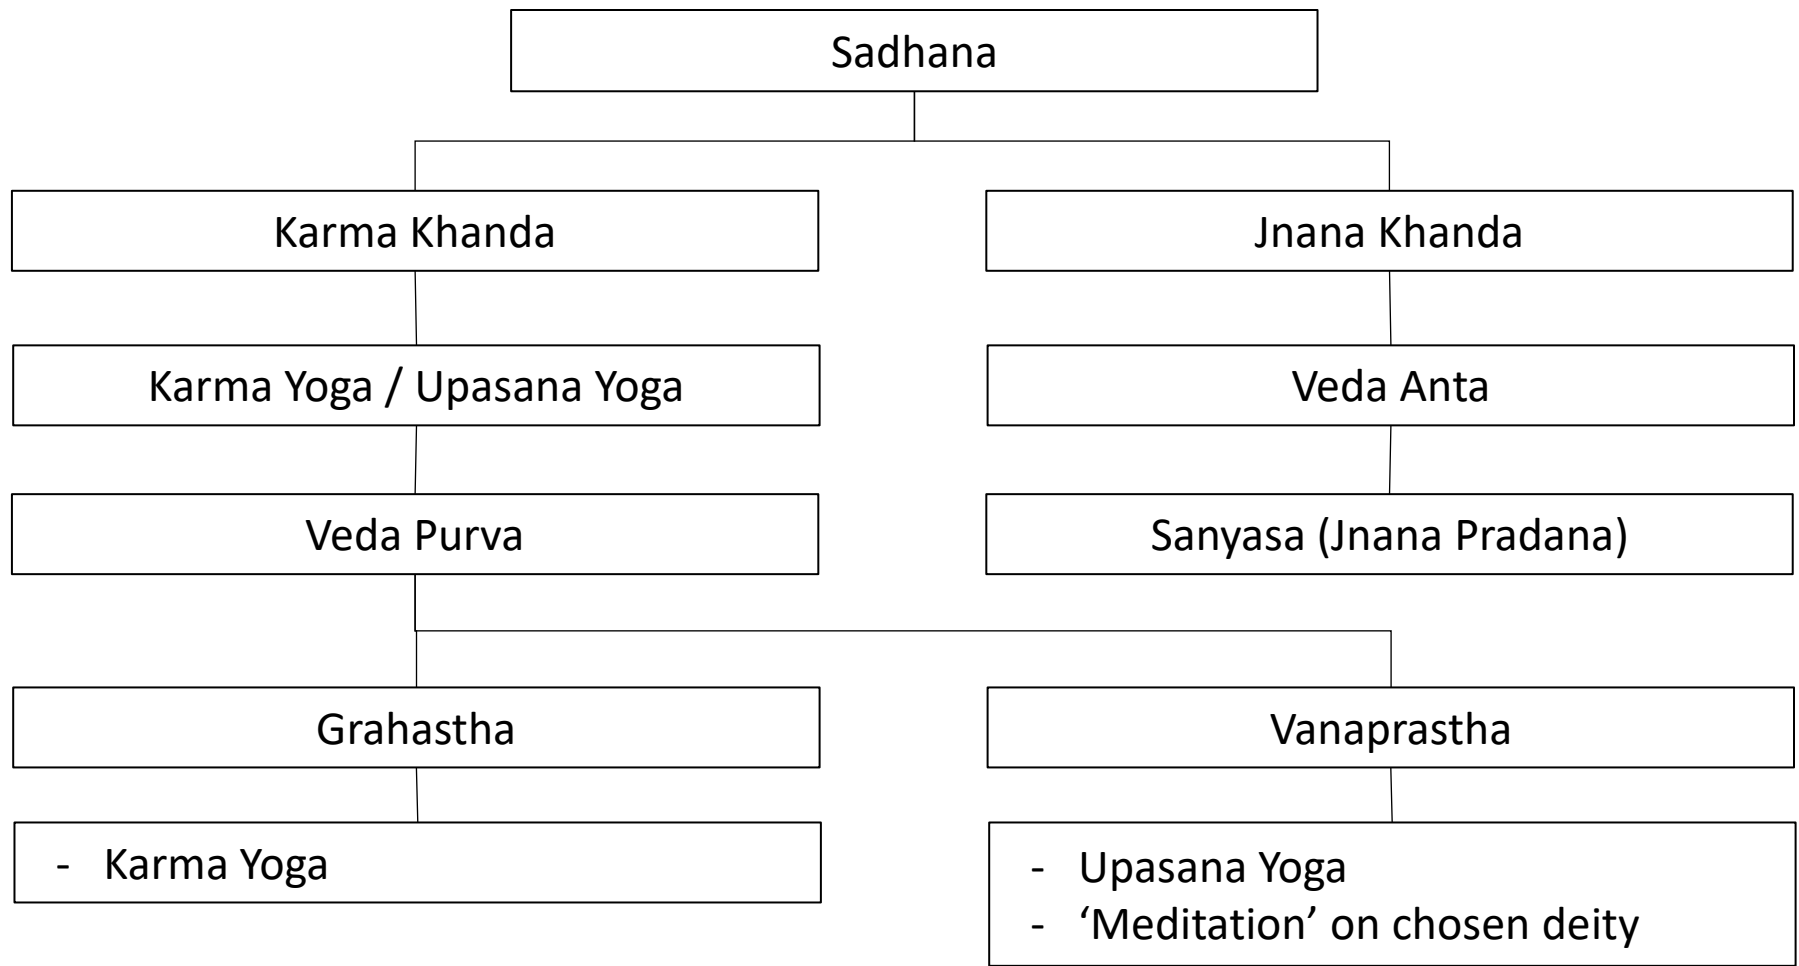 Sadhana
Karma Khanda
Jnana Khanda
Karma Yoga / Upasana Yoga
Veda Anta
Veda Purva
Sanyasa (Jnana Pradana)
Grahastha
Vanaprastha
- Karma Yoga
- Upasana Yoga
- ‘Meditation’ on chosen deity